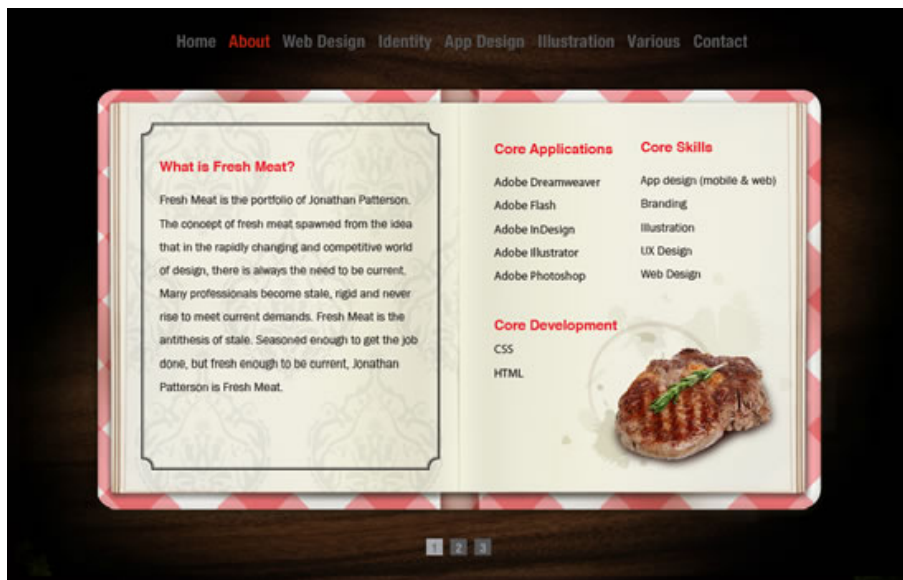 Home About Web Design Identity App Design Illustration Various Contact
What is Fresh Meat?
Fresh Meat is the portfolio of Jonathan Patterson.
The concept of fresh meat spawned from the idea
that in the rapidly changing and competitive world
of design, there is always the need to be current.
Many professionals become stale, rigid and never
rise to meet current demands. Fresh Meat is the
antithesis of stale. Seasoned enough to get the job
done, but fresh enough to be current, Jonathan
Patterson is Fresh Meat.
Core Applications
Adobe Dreamweaver
Adobe Flash
Adobe InDesign
Adobe Illustrator
Adobe Photoshop
Core Skills
App design (mobile & web)
Branding
Illustration
UX Design
Web Design
Core Development
CSS
HTML
1 2 3